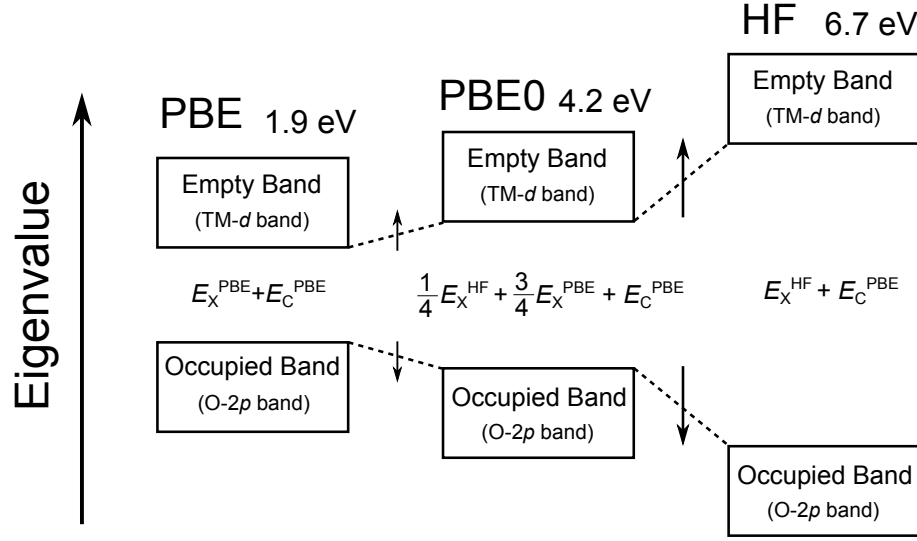 Eigenvalue
PBE 1.9 eV
Empty Band
(TM-d band)
E_X^PBE+E_C^PBE
Occupied Band
(O-2p band)
PBE0 4.2 eV
Empty Band
(TM-d band)
1/4 E_X^HF + 3/4 E_X^PBE + E_C^PBE
Occupied Band
(O-2p band)
HF 6.7 eV
Empty Band
(TM-d band)
E_X^HF + E_C^PBE
Occupied Band
(O-2p band)